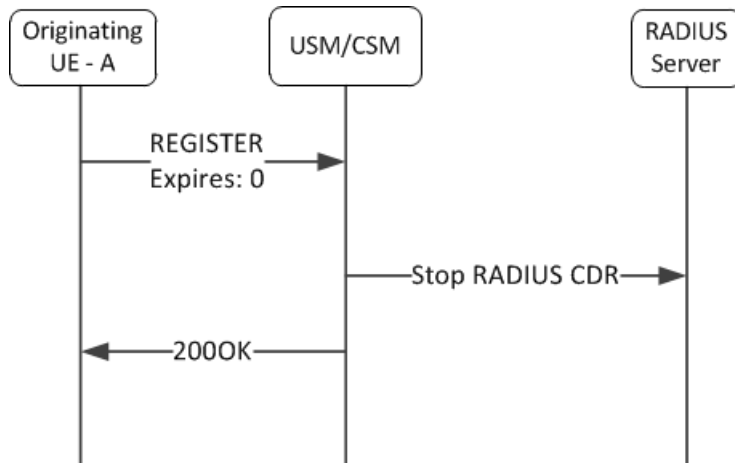 Originating
UE - A
USM/CSM
RADIUS
Server
REGISTER
Expires: 0
Stop RADIUS CDR
200OK